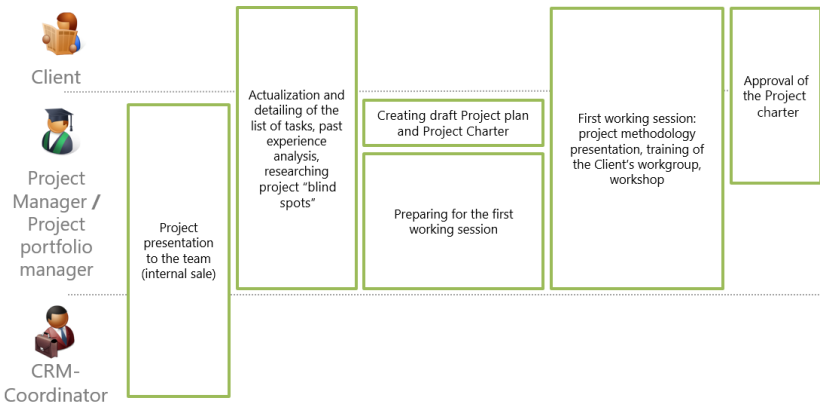 Client
Project
Manager /
Project
portfolio
manager
CRM-
Coordinator
Project
presentation
to the team
(internal sale)
Actualization and
detailing of the
list of tasks, past
experience
analysis,
researching
project “blind
spots”
Creating draft Project plan
and Project Charter
Preparing for the first
working session
First working session:
project methodology
presentation, training of
the Client’s workgroup,
workshop
Approval of
the Project
charter